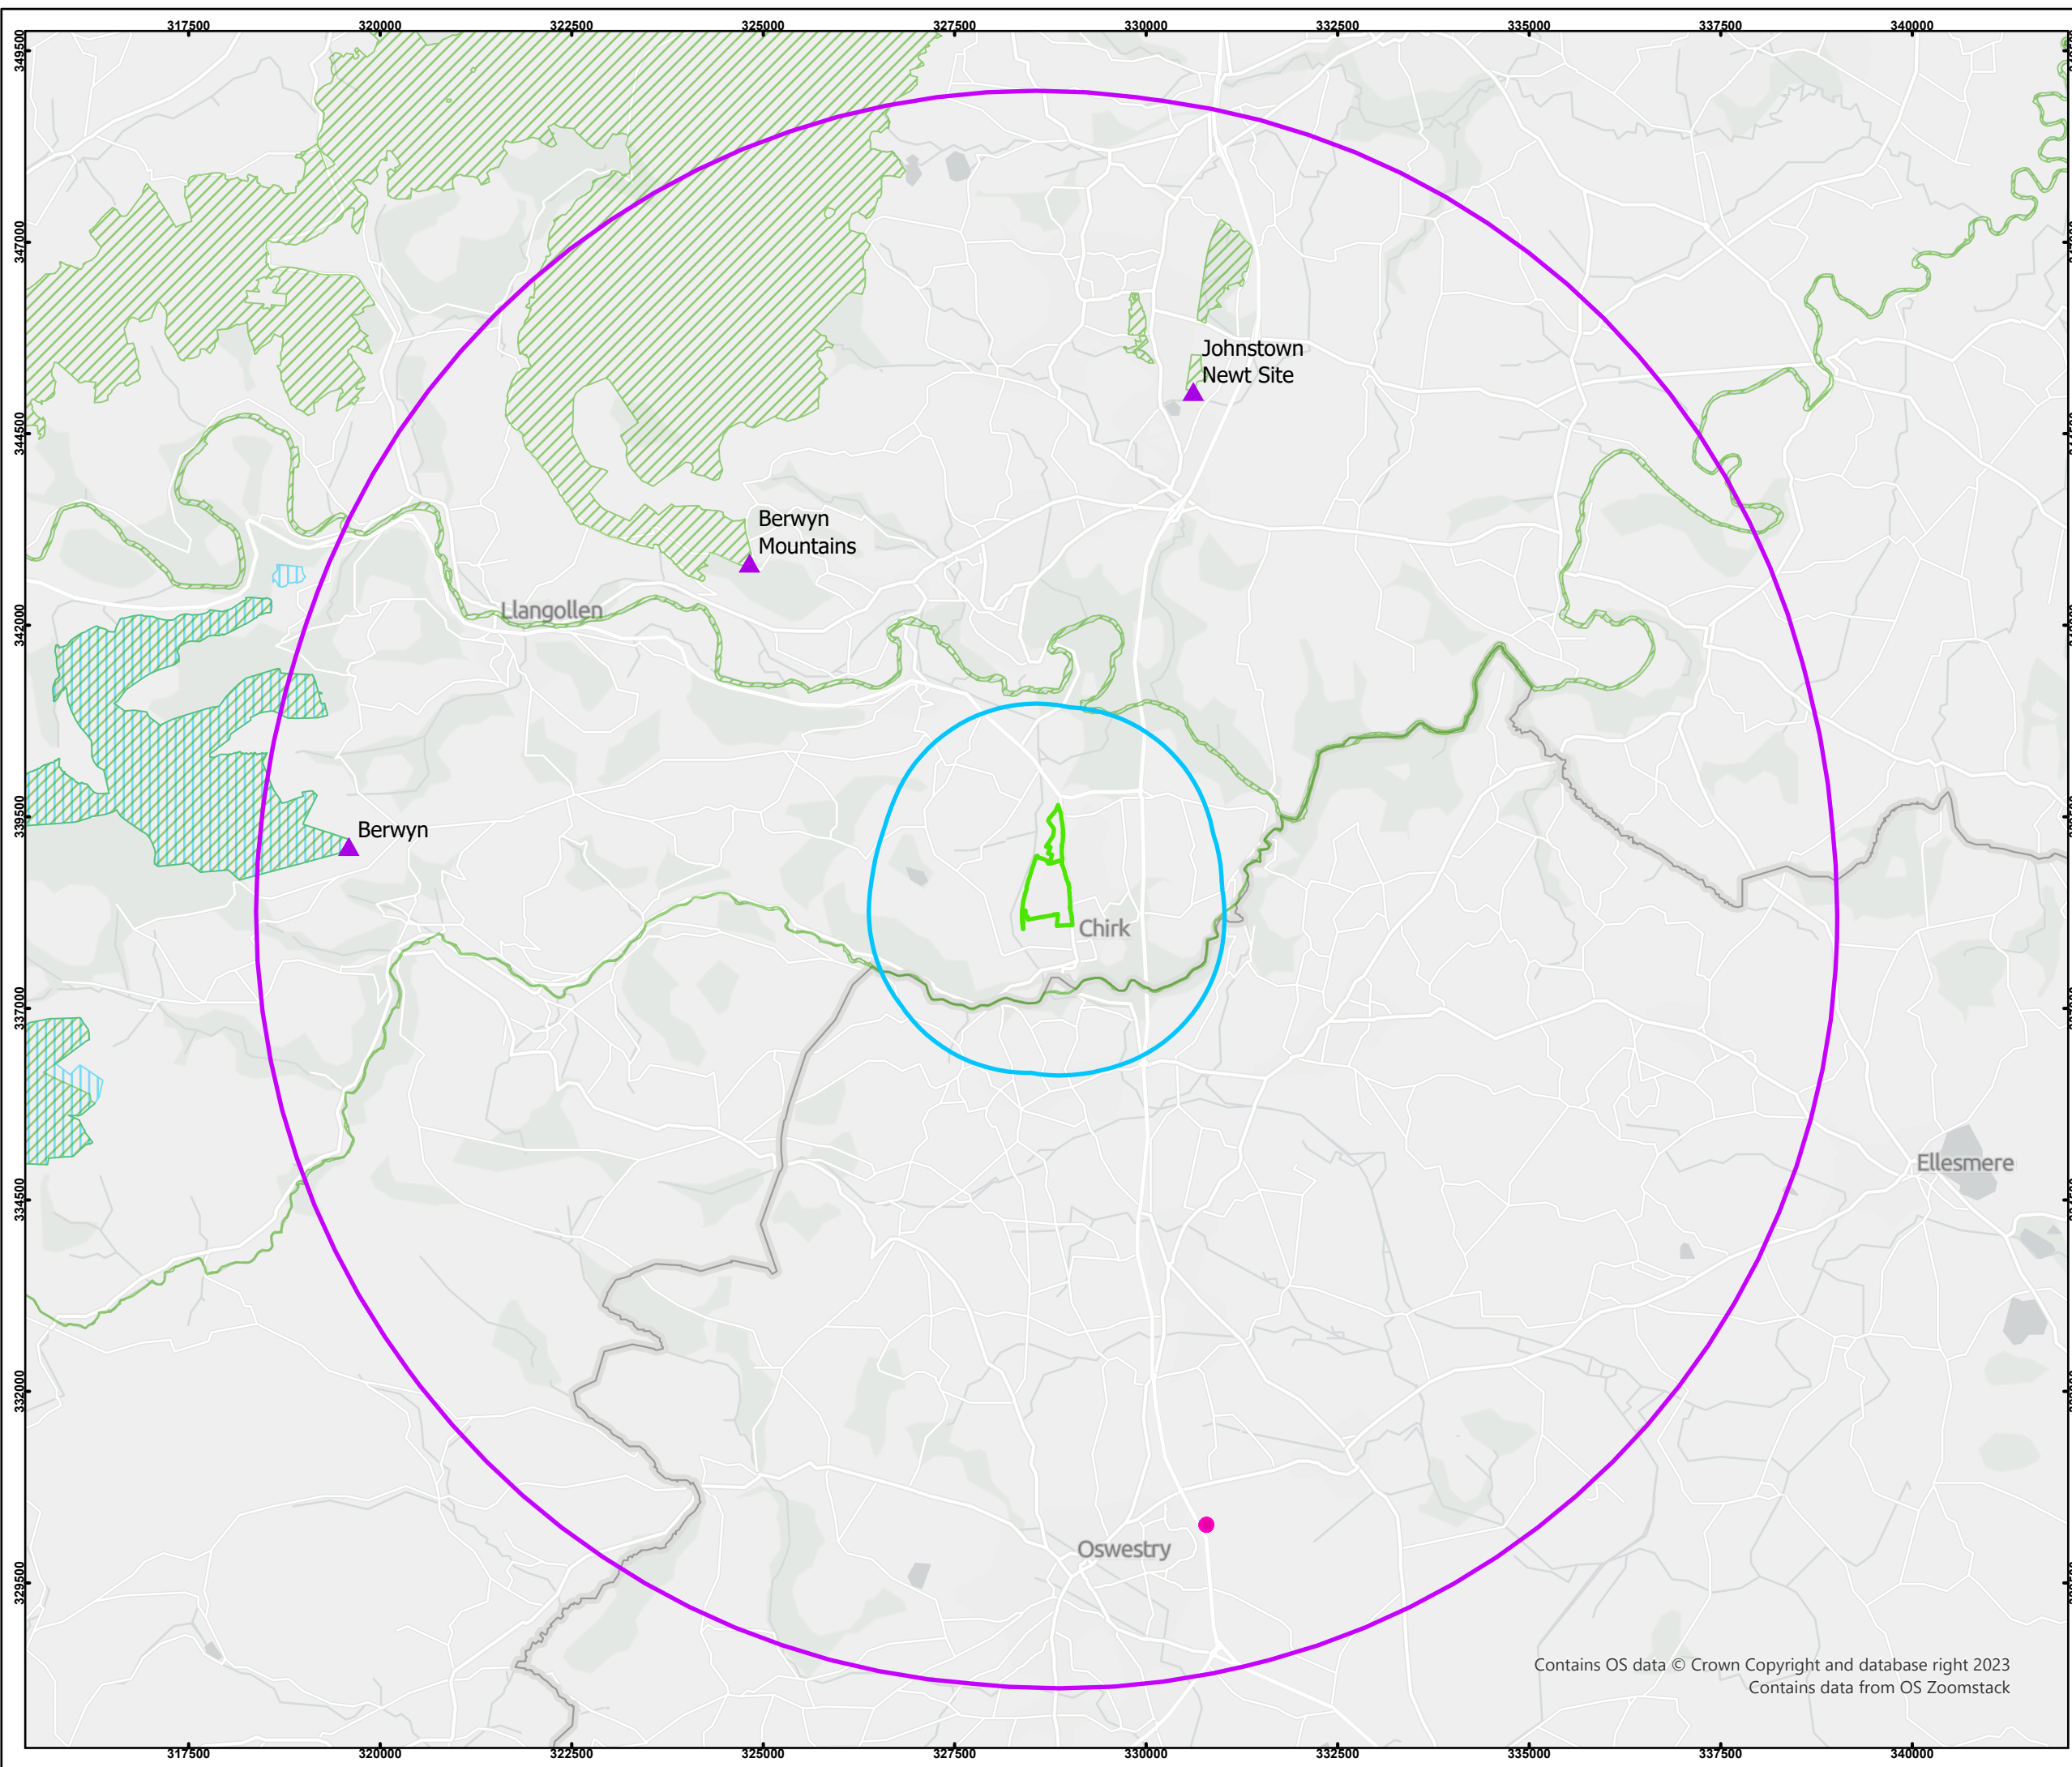 317500 320000 322500 325000 327500 330000 332500 335000 337500 340000
349500
347000
Johnstown
Newt Site
344500
Berwyn
Mountains
Llangollen
342000
339500
Berwyn
Chirk
337000
Ellesmere
334500
332000
Oswestry
329500
Contains OS data © Crown Copyright and database right 2023
Contains data from OS Zoomstack
317500 320000 322500 325000 327500 330000 332500 335000 337500 340000